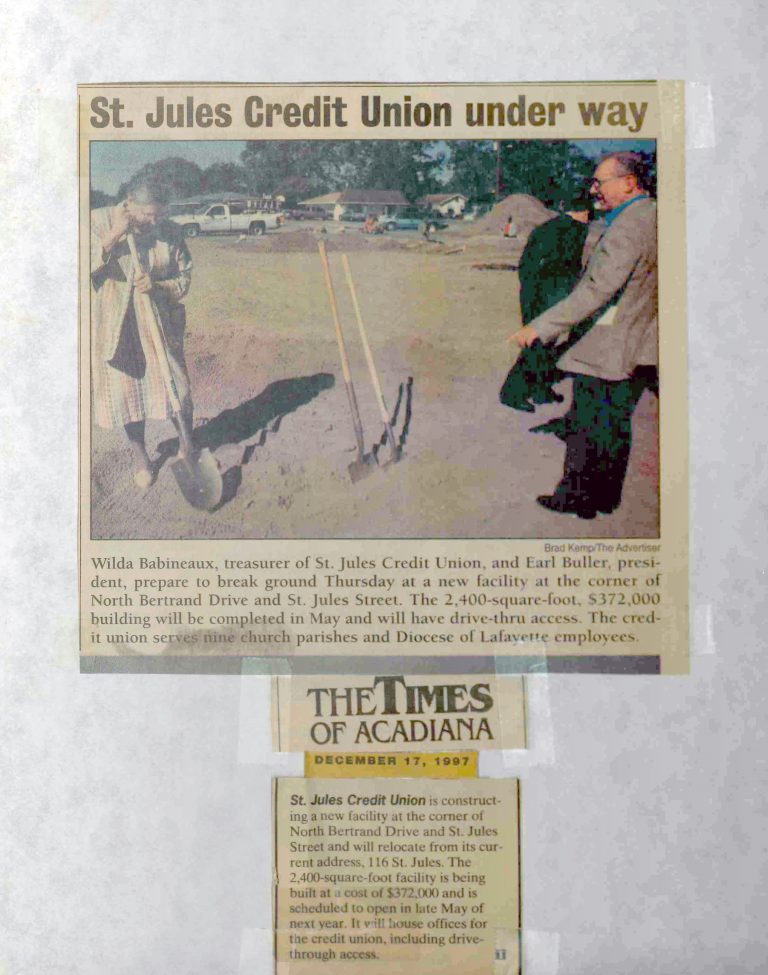 St. Jules Credit Union under way
Brad Kemp/The Advertiser
Wilda Babineaux, treasurer of St. Jules Credit Union, and Earl Buller, presi-
dent, prepare to break ground Thursday at a new facility at the corner of
North Bertrand Drive and St. Jules Street. The 2,400-square-foot, $372,000
building will be completed in May and will have drive-thru access. The cred-
it union serves nine church parishes and Diocese of Lafayette employees.
THE TIMES
OF ACADIANA
DECEMBER 17, 1997
St. Jules Credit Union is construct-
ing a new facility at the corner of
North Bertrand Drive and St. Jules
Street and will relocate from its cur-
rent address, 116 St. Jules. The
2,400-square-foot facility is being
built at a cost of $372,000 and is
scheduled to open in late May of
next year. It will house offices for
the credit union, including drive-
through access.